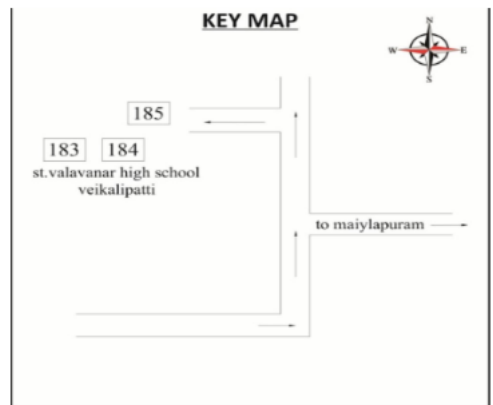 KEY MAP
N
W
E
S
185
183
184
st.valavanar high school
veikalipatti
to maiylapuram